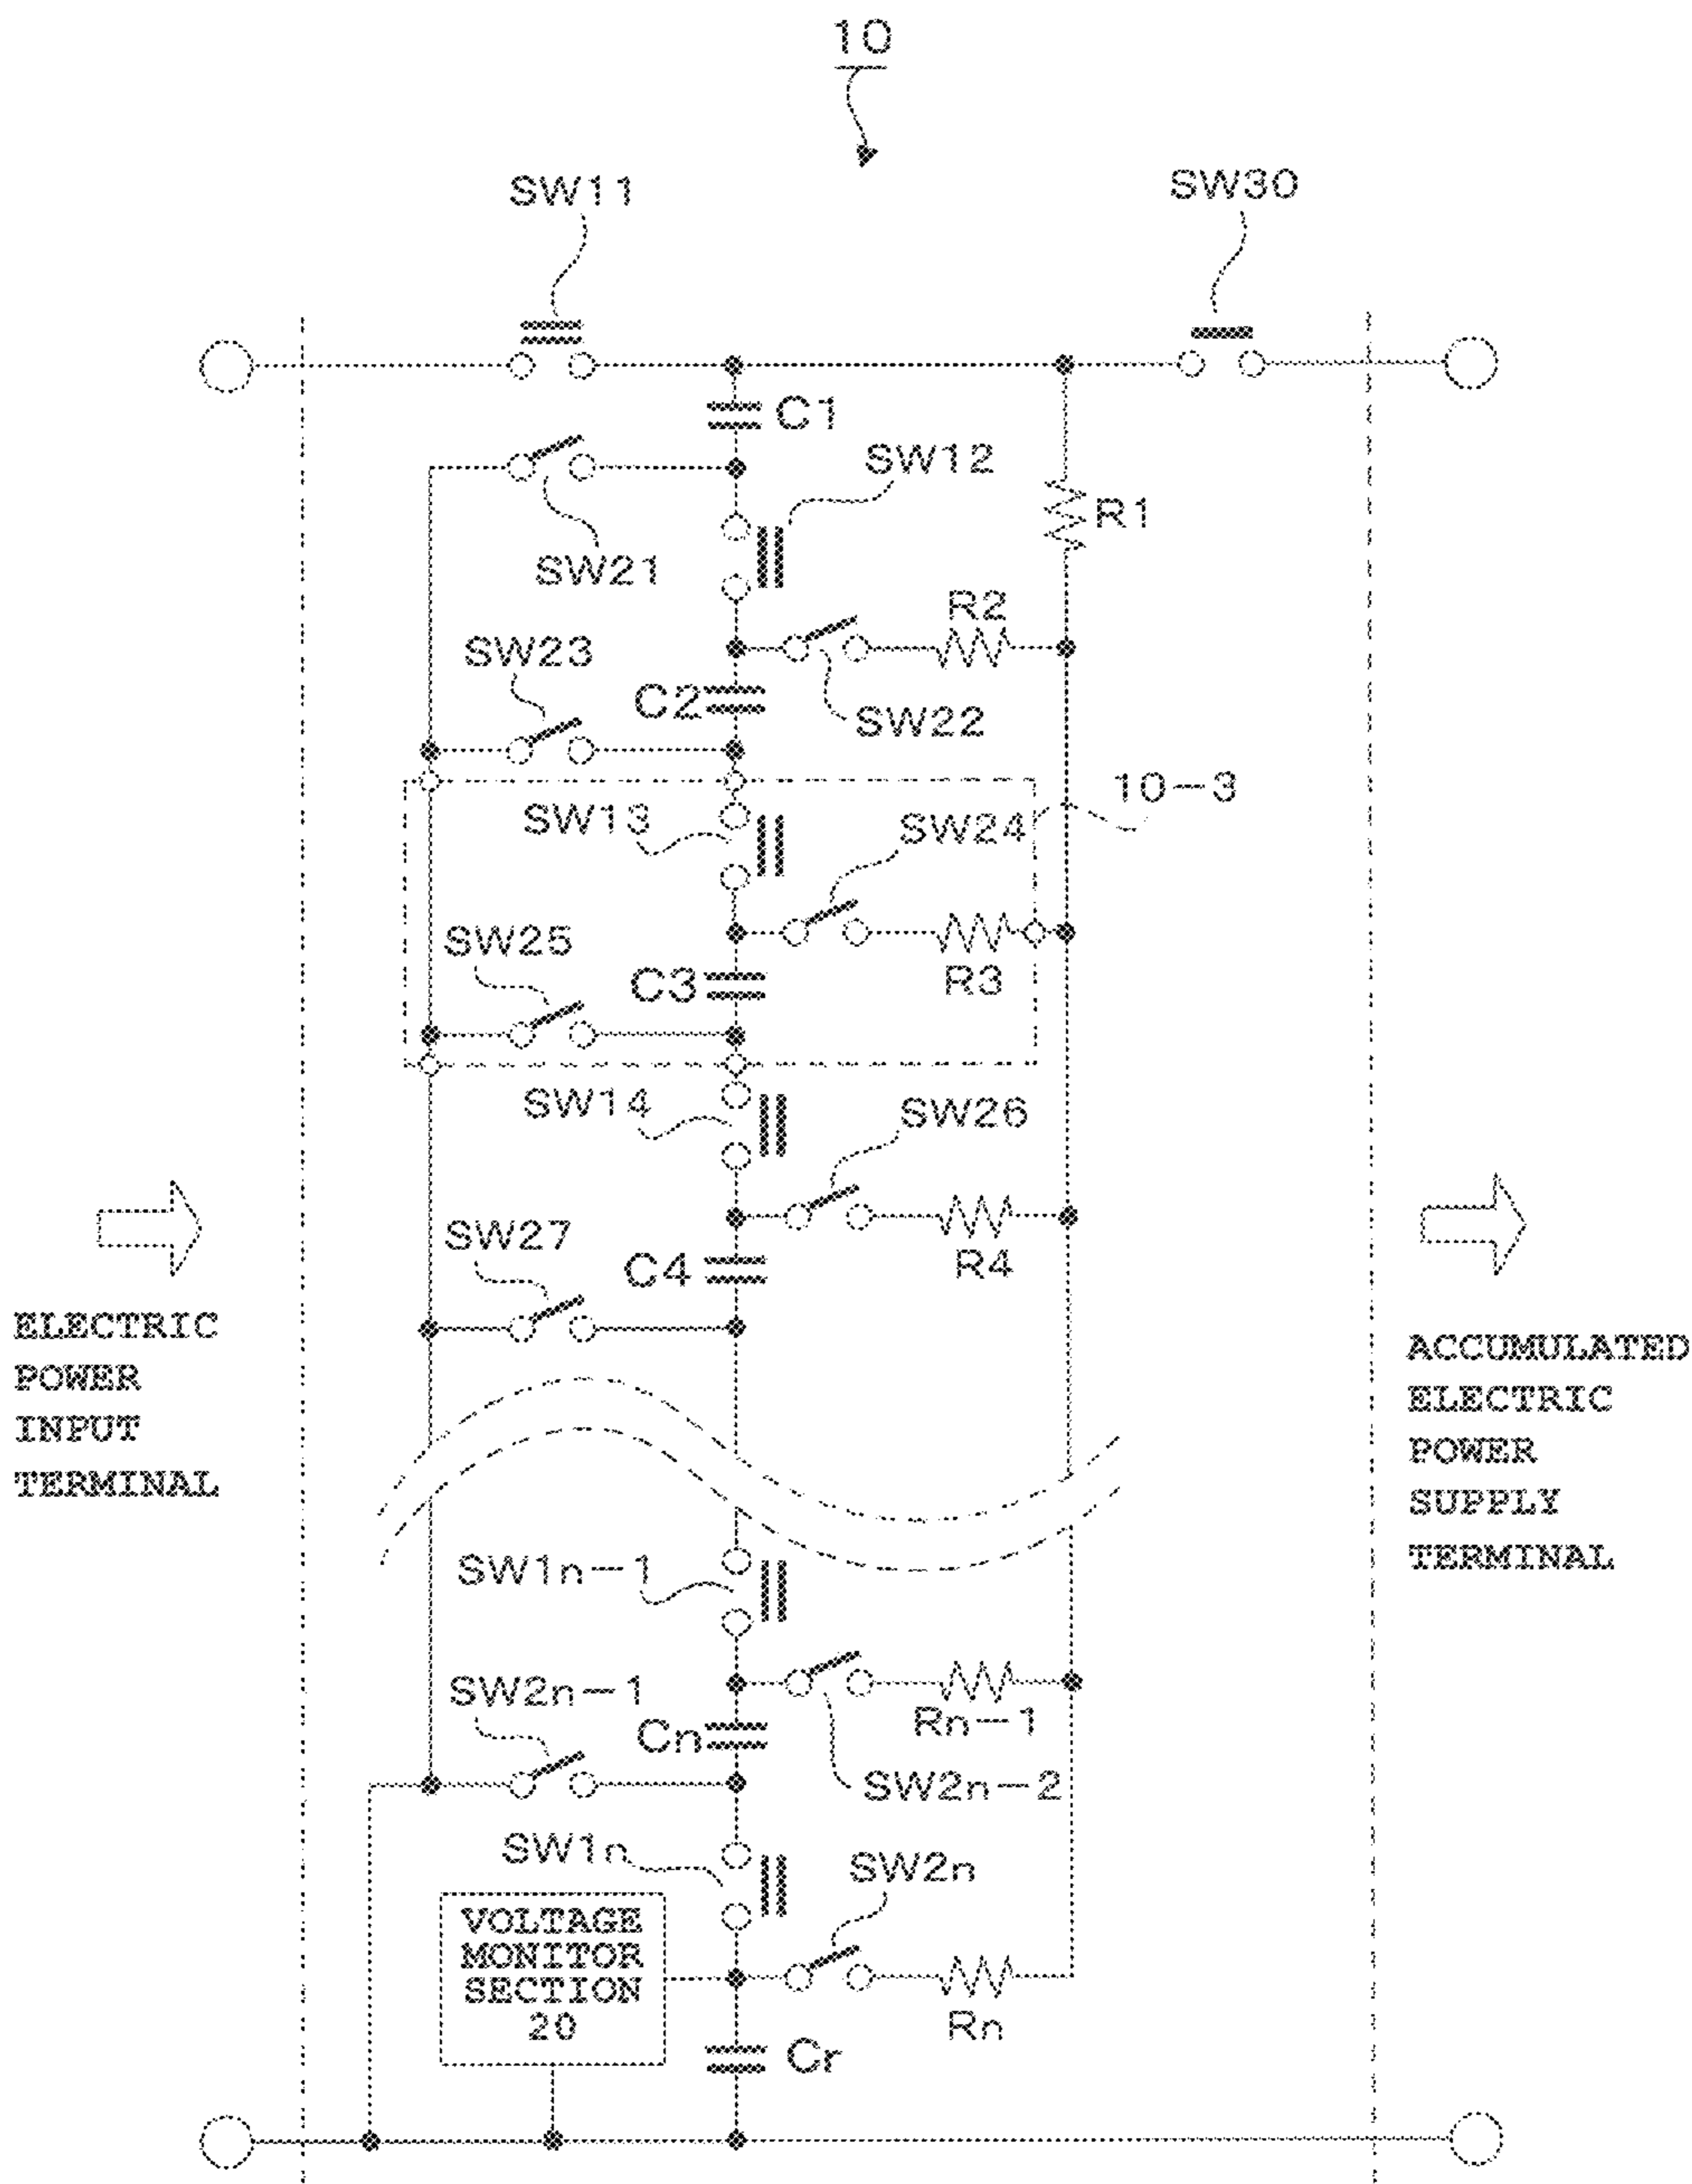 10
SW11
SW30
C1
SW12
R1
SW21
R2
SW23
C2
SW22
10-3
SW13
SW24
SW25
C3
R3
SW14
SW26
SW27
C4
R4
ELECTRIC
POWER
INPUT
TERMINAL
ACCUMULATED
ELECTRIC
POWER
SUPPLY
TERMINAL
SW1n-1
SW2n-1
Cn
Rn-1
SW2n-2
SW1n
SW2n
VOLTAGE
MONITOR
SECTION
20
Rn
Cr